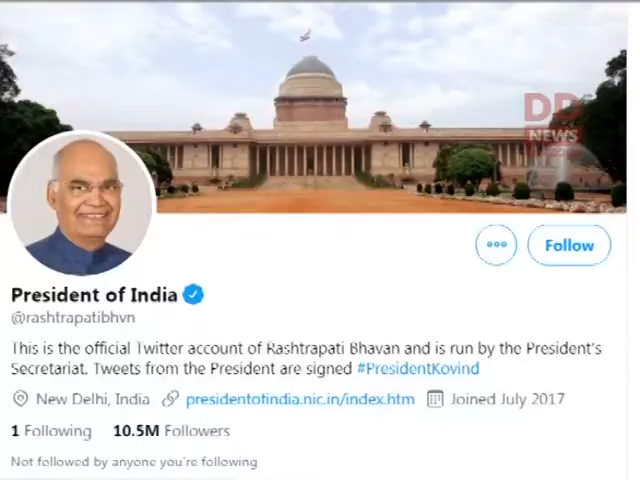 DD
NEWS
Follow
President of India
@rashtrapatibhvn
This is the official Twitter account of Rashtrapati Bhavan and is run by the President's
Secretariat. Tweets from the President are signed #PresidentKovind
New Delhi, India presidentofindia.nic.in/index.htm Joined July 2017
1 Following 10.5M Followers
Not followed by anyone you're following